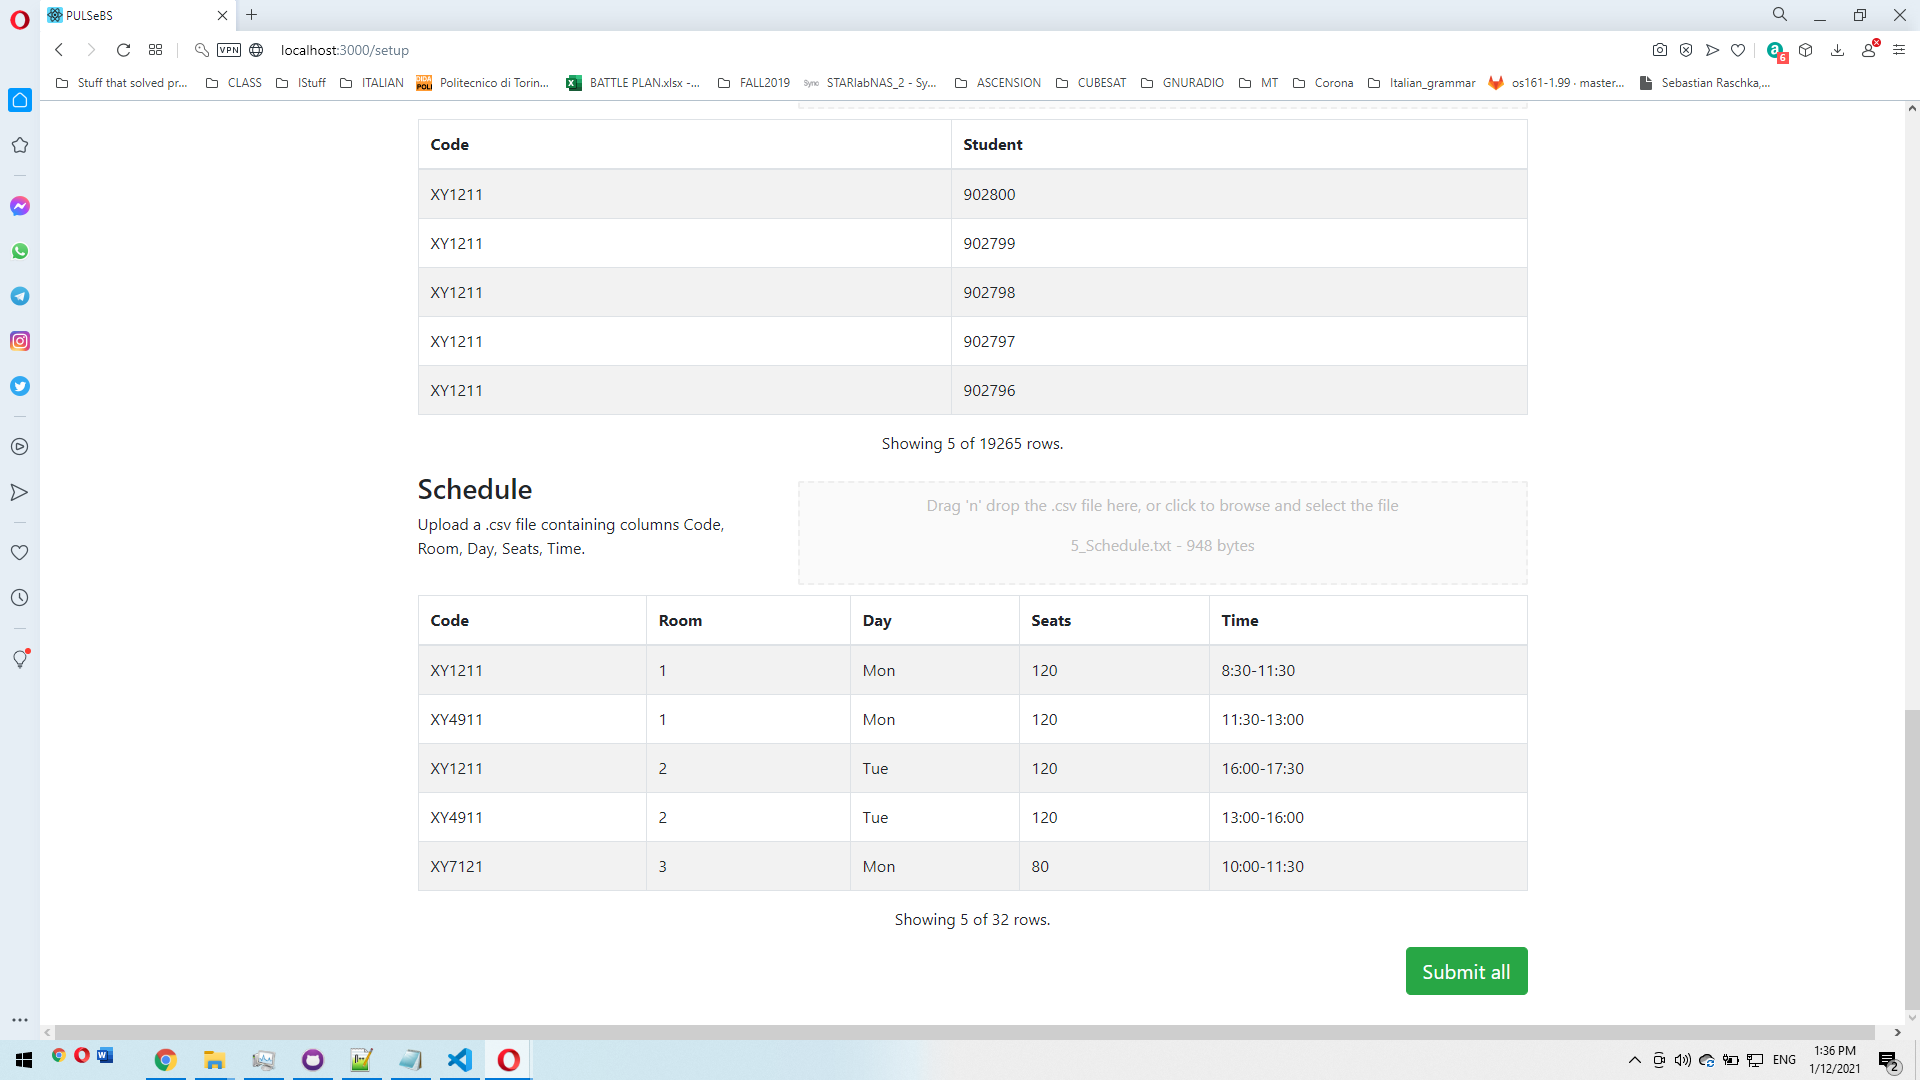 PULSeBS
VPN
localhost:3000/setup
6
Stuff that solved pr...
CLASS
IStuff
ITALIAN
DIDA POLI
Politecnico di Torin...
BATTLE PLAN.xlsx -...
FALL2019
Sync
STARlabNAS_2 - Sy...
ASCENSION
CUBESAT
GNURADIO
MT
Corona
Italian_grammar
os161-1.99 · master...
Sebastian Raschka,...
Code Student
XY1211 902800
XY1211 902799
XY1211 902798
XY1211 902797
XY1211 902796
Showing 5 of 19265 rows.
Schedule
Upload a .csv file containing columns Code,
Room, Day, Seats, Time.
Drag 'n' drop the .csv file here, or click to browse and select the file
5_Schedule.txt - 948 bytes
Code Room Day Seats Time
XY1211 1 Mon 120 8:30-11:30
XY4911 1 Mon 120 11:30-13:00
XY1211 2 Tue 120 16:00-17:30
XY4911 2 Tue 120 13:00-16:00
XY7121 3 Mon 80 10:00-11:30
Showing 5 of 32 rows.
Submit all
ENG
1:36 PM
1/12/2021
2